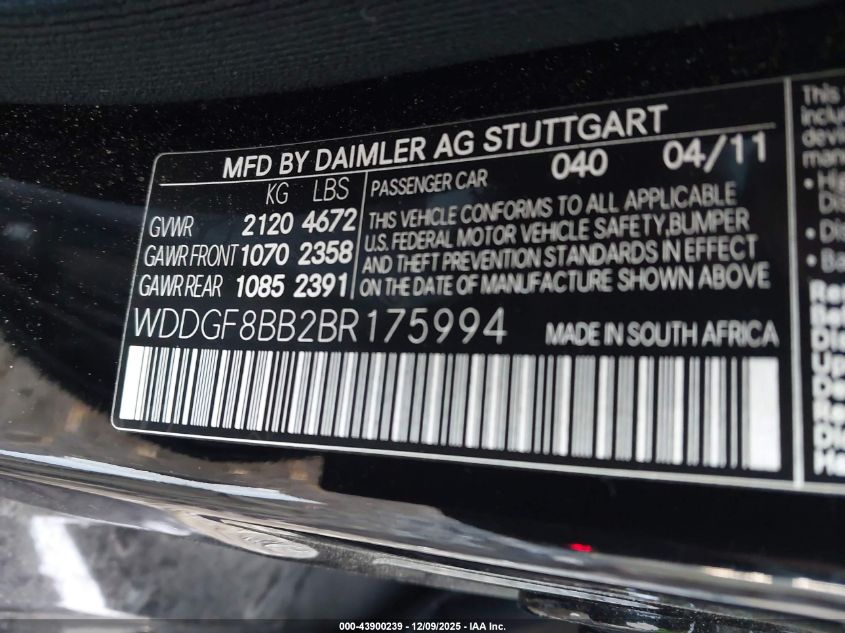 MFD BY DAIMLER AG STUTTGART
KG LBS
GVWR 2120 4672
GAWR FRONT 1070 2358
GAWR REAR 1085 2391
PASSENGER CAR 040 04/11
THIS VEHICLE CONFORMS TO ALL APPLICABLE
U.S. FEDERAL MOTOR VEHICLE SAFETY,BUMPER
AND THEFT PREVENTION STANDARDS IN EFFECT
ON THE DATE OF MANUFACTURE SHOWN ABOVE
WDDGF8BB2BR175994 MADE IN SOUTH AFRICA
This
000-43900239 - 12/09/2025 - IAA Inc.